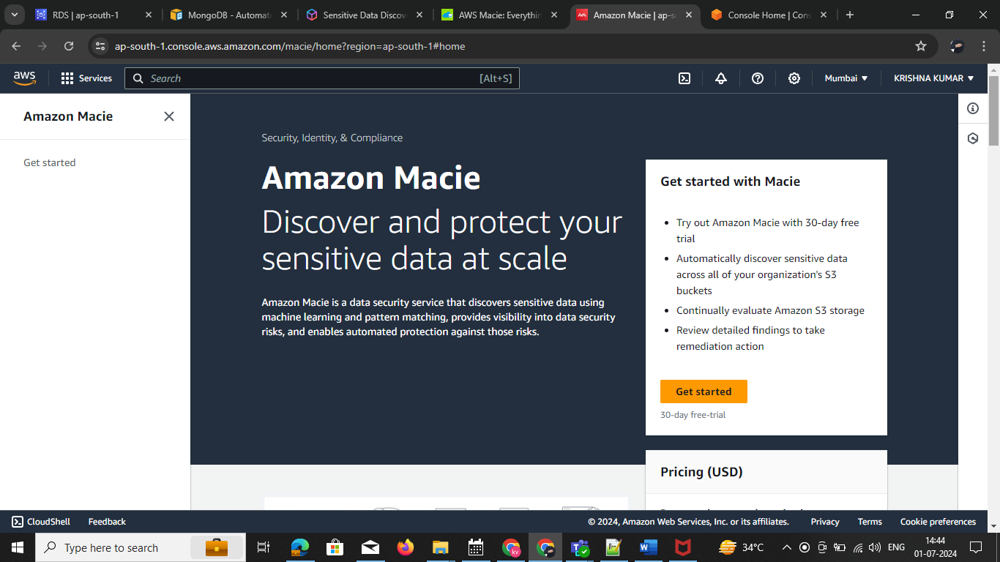 RDS | ap-south-1
MongoDB - Automat
Sensitive Data Discov
AWS Macie: Everythin
Amazon Macie | ap-s
Console Home | Cons
ap-south-1.console.aws.amazon.com/macie/home?region=ap-south-1#home
aws
Services
Search
[Alt+S]
Mumbai
KRISHNA KUMAR
Amazon Macie
Get started
Security, Identity, & Compliance
Amazon Macie
Discover and protect your
sensitive data at scale
Amazon Macie is a data security service that discovers sensitive data using
machine learning and pattern matching, provides visibility into data security
risks, and enables automated protection against those risks.
Get started with Macie
Try out Amazon Macie with 30-day free
trial
Automatically discover sensitive data
across all of your organization's S3
buckets
Continually evaluate Amazon S3 storage
Review detailed findings to take
remediation action
Get started
30-day free-trial
Pricing (USD)
CloudShell
Feedback
© 2024, Amazon Web Services, Inc. or its affiliates.
Privacy
Terms
Cookie preferences
Type here to search
34°C
ENG
14:44
01-07-2024